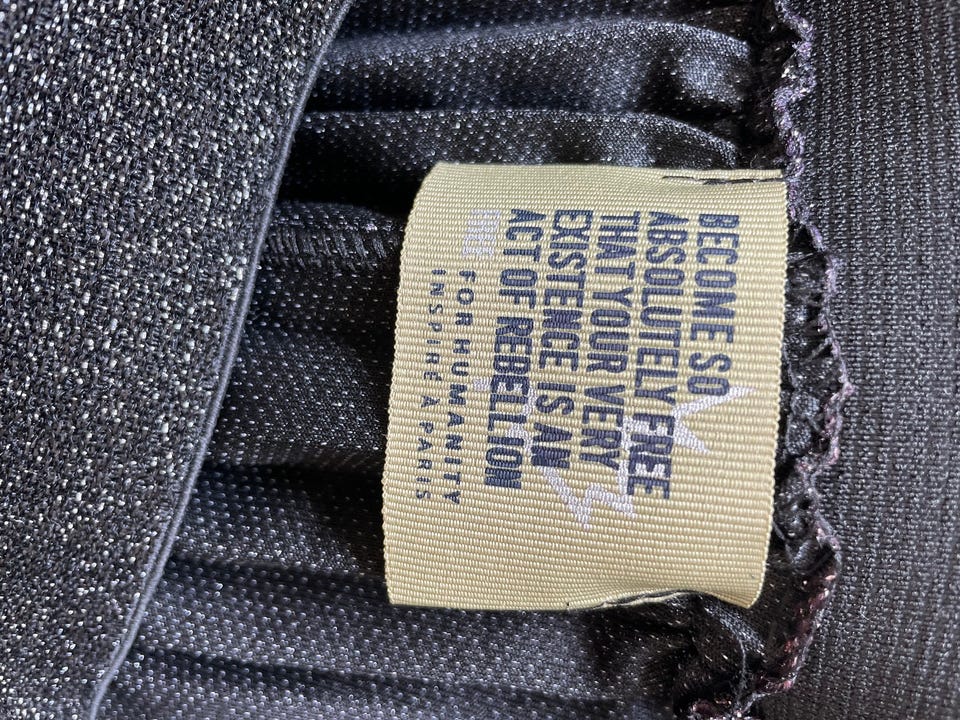 BECOME SO
ABSOLUTELY FREE
THAT YOUR VERY
EXISTENCE IS AN
ACT OF REBELLION
FOR HUMANITY
INSPIRÉ A PARIS